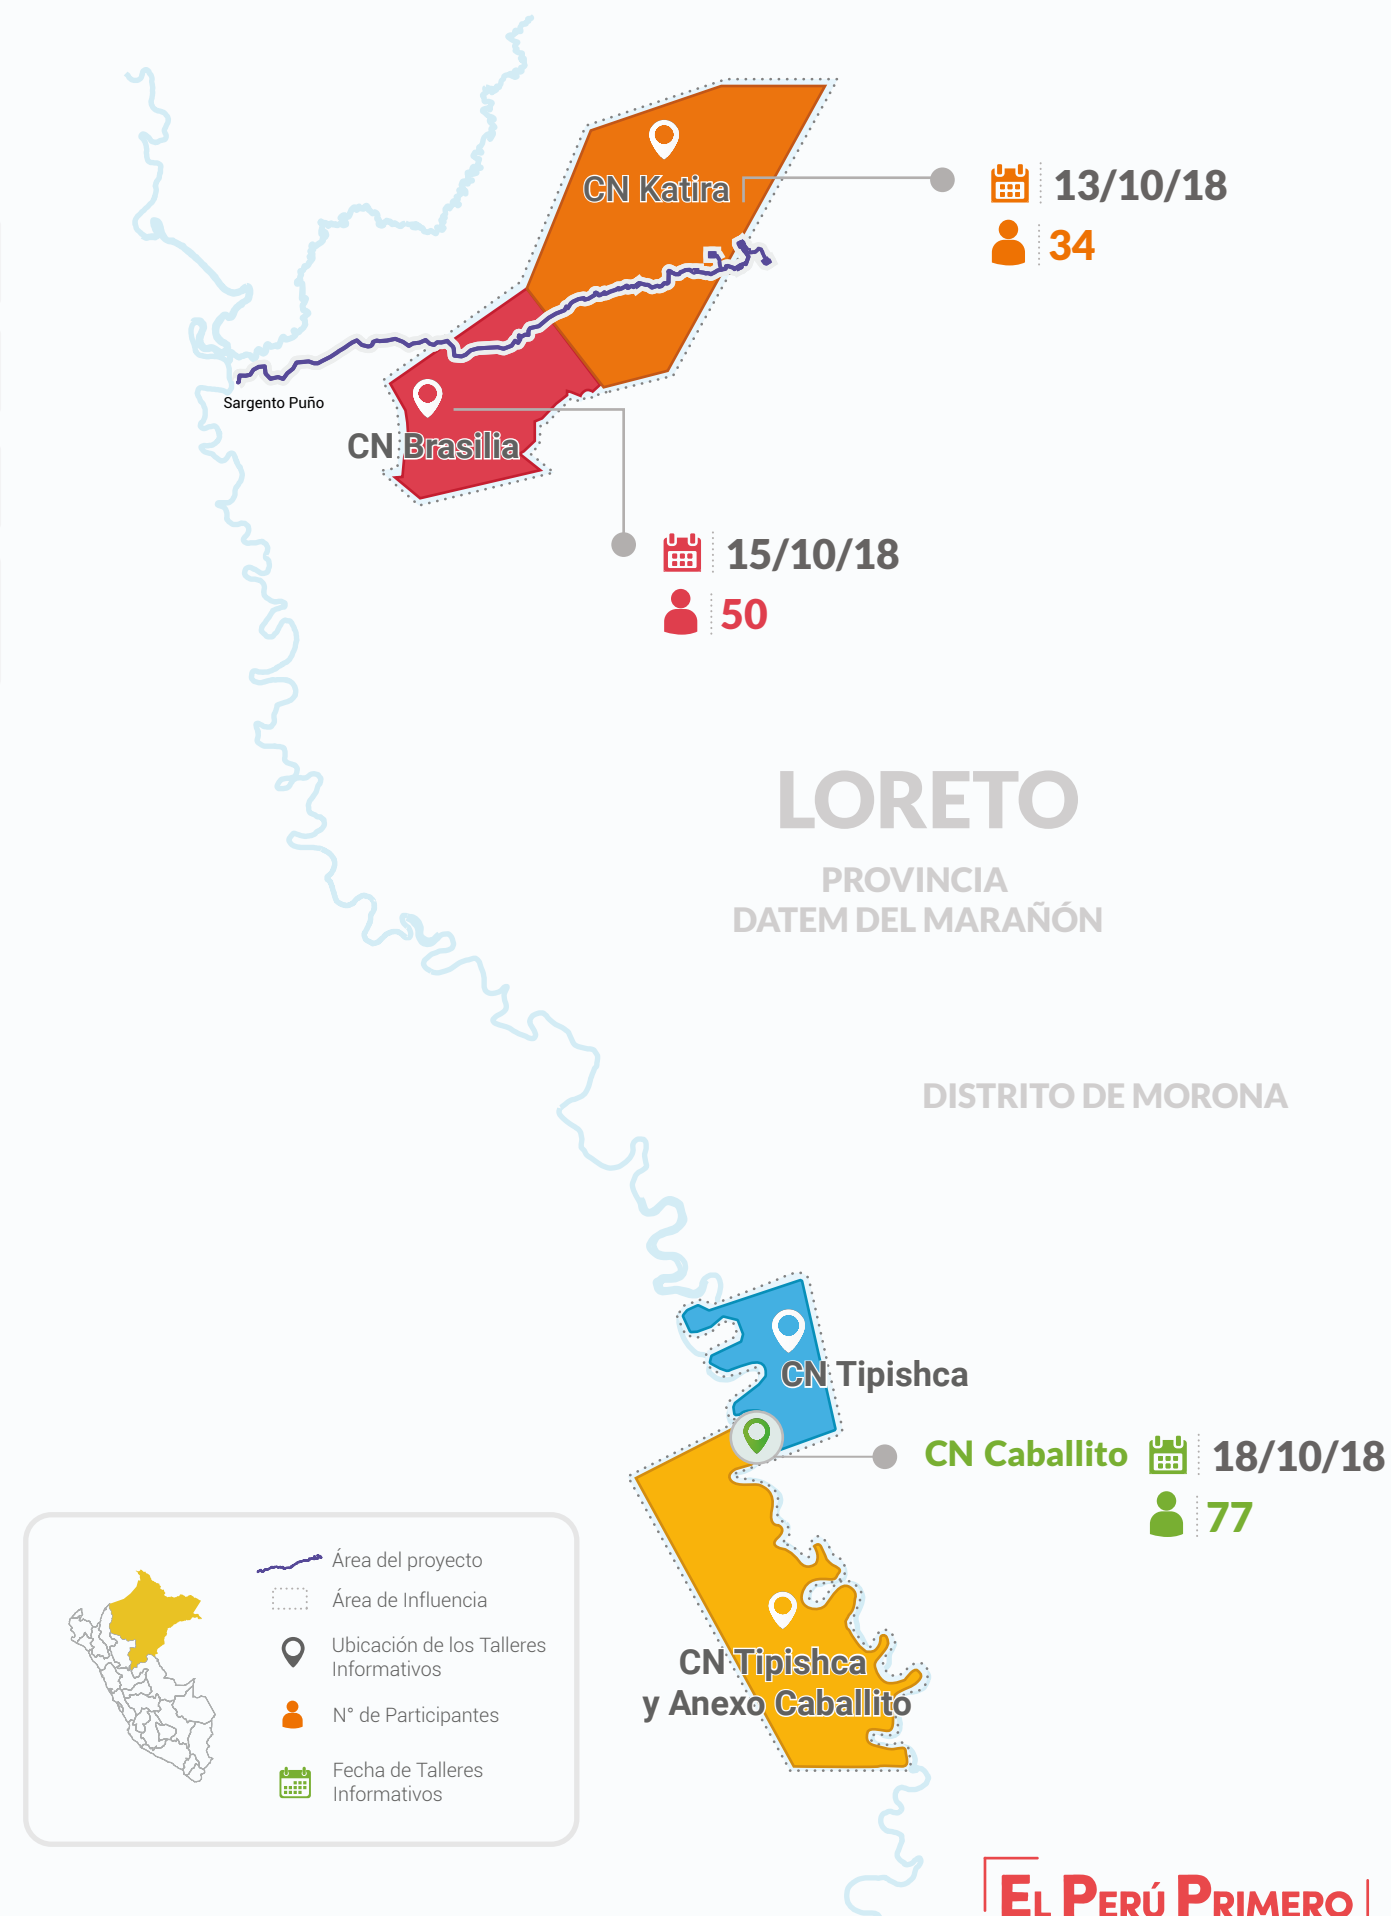 CN Katira
13/10/18
34
Sargento Puño
CN Brasilia
15/10/18
50
LORETO
PROVINCIA
DATEM DEL MARAÑÓN
DISTRITO DE MORONA
CN Tipishca
CN Caballito
18/10/18
77
CN Tipishca
y Anexo Caballito
Área del proyecto
Área de Influencia
Ubicación de los Talleres
Informativos
N° de Participantes
Fecha de Talleres
Informativos
EL PERÚ PRIMERO